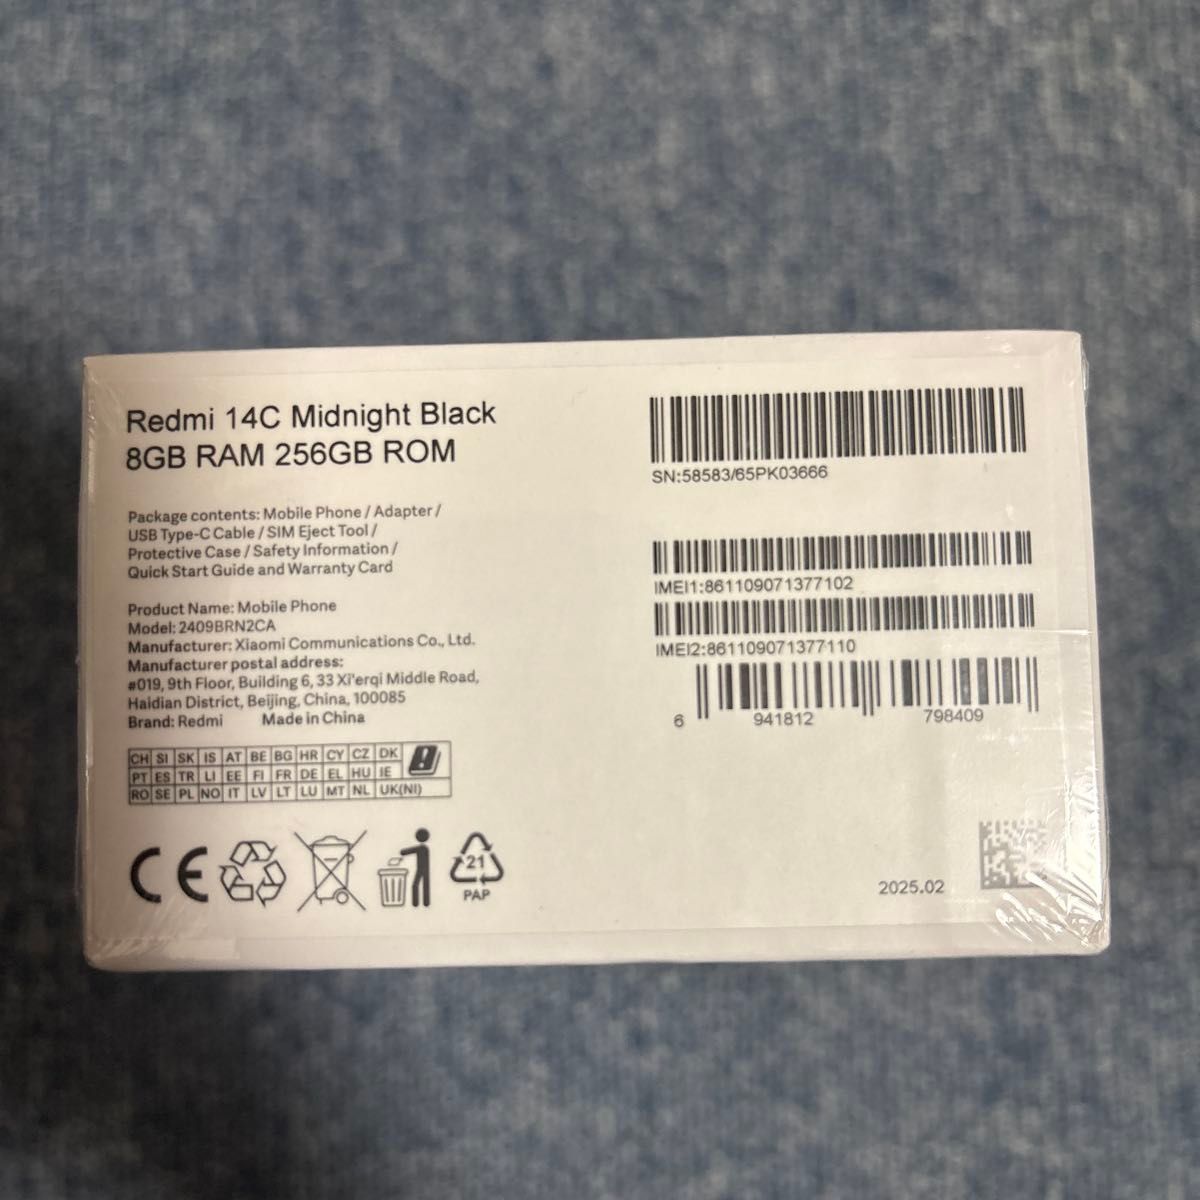 Redmi 14C Midnight Black
8GB RAM 256GB ROM
Package contents: Mobile Phone / Adapter /
USB Type-C Cable / SIM Eject Tool /
Protective Case / Safety Information /
Quick Start Guide and Warranty Card
Product Name: Mobile Phone
Model: 2409BRN2CA
Manufacturer: Xiaomi Communications Co., Ltd.
Manufacturer postal address:
#019, 9th Floor, Building 6, 33 Xi'erqi Middle Road,
Haidian District, Beijing, China, 100085
Brand: Redmi Made in China
CH SI SK IS AT BE BG HR CY CZ DK
PT ES TR LI EE FI FR DE EL HU IE
RO SE PL NO IT LV LT LU MT NL UK(NI)
CE
21
PAP
SN:58583/65PK03666
IMEI1:861109071377102
IMEI2:861109071377110
6 941812 798409
2025.02